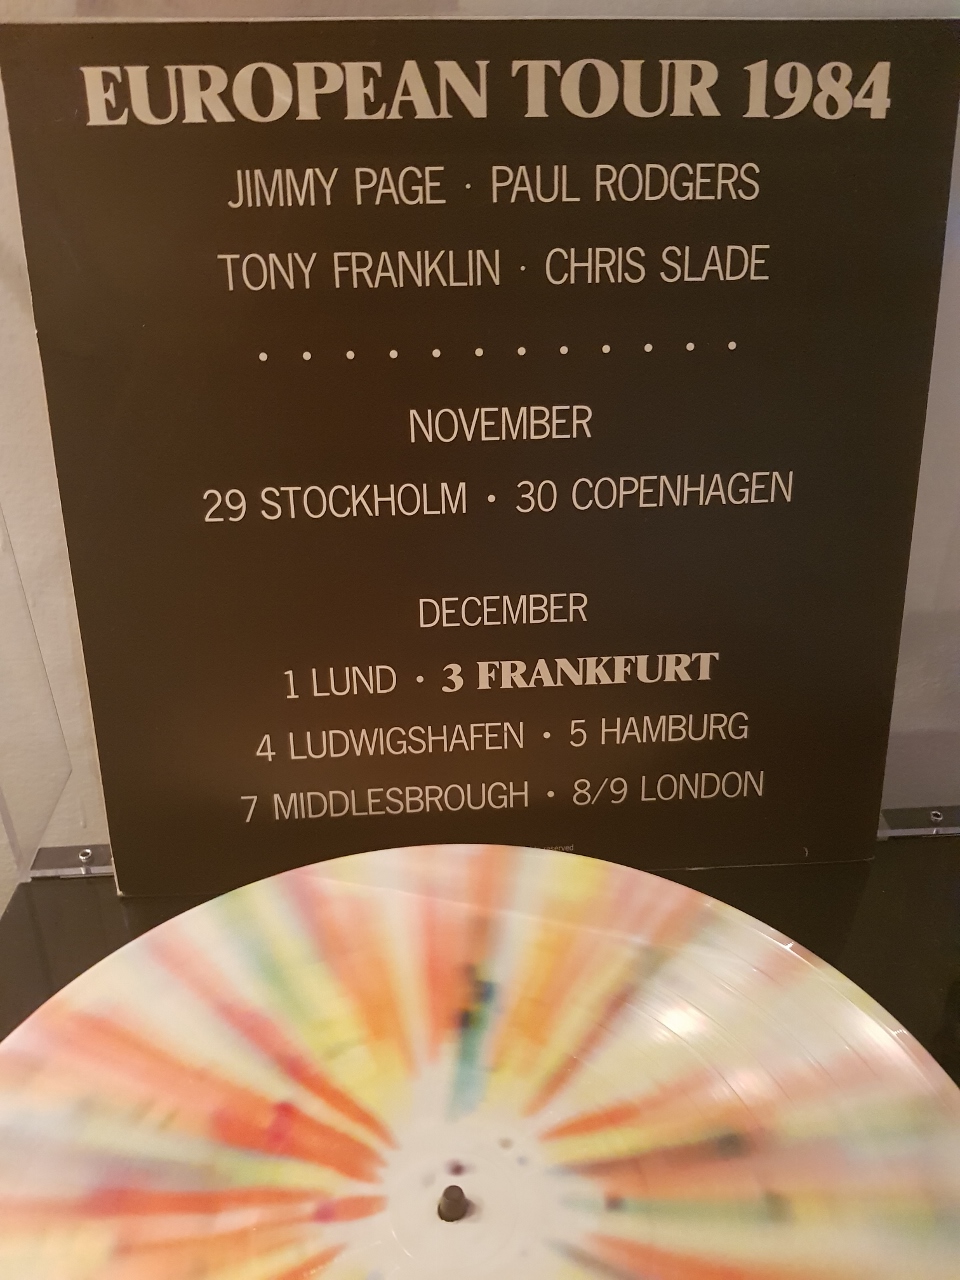 EUROPEAN TOUR 1984
JIMMY PAGE · PAUL RODGERS
TONY FRANKLIN · CHRIS SLADE
NOVEMBER
29 STOCKHOLM · 30 COPENHAGEN
DECEMBER
1 LUND · 3 FRANKFURT
4 LUDWIGSHAFEN · 5 HAMBURG
7 MIDDLESBROUGH · 8/9 LONDON
reserved